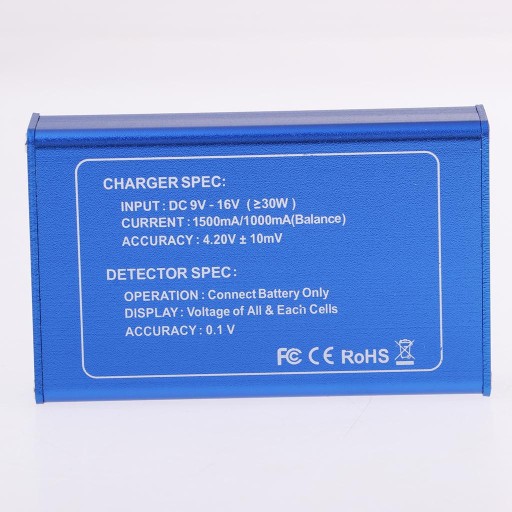 CHARGER SPEC:
INPUT : DC 9V - 16V ( ≥30W )
CURRENT : 1500mA/1000mA(Balance)
ACCURACY : 4.20V ± 10mV
DETECTOR SPEC:
OPERATION : Connect Battery Only
DISPLAY : Voltage of All & Each Cells
ACCURACY : 0.1 V
FC CE RoHS